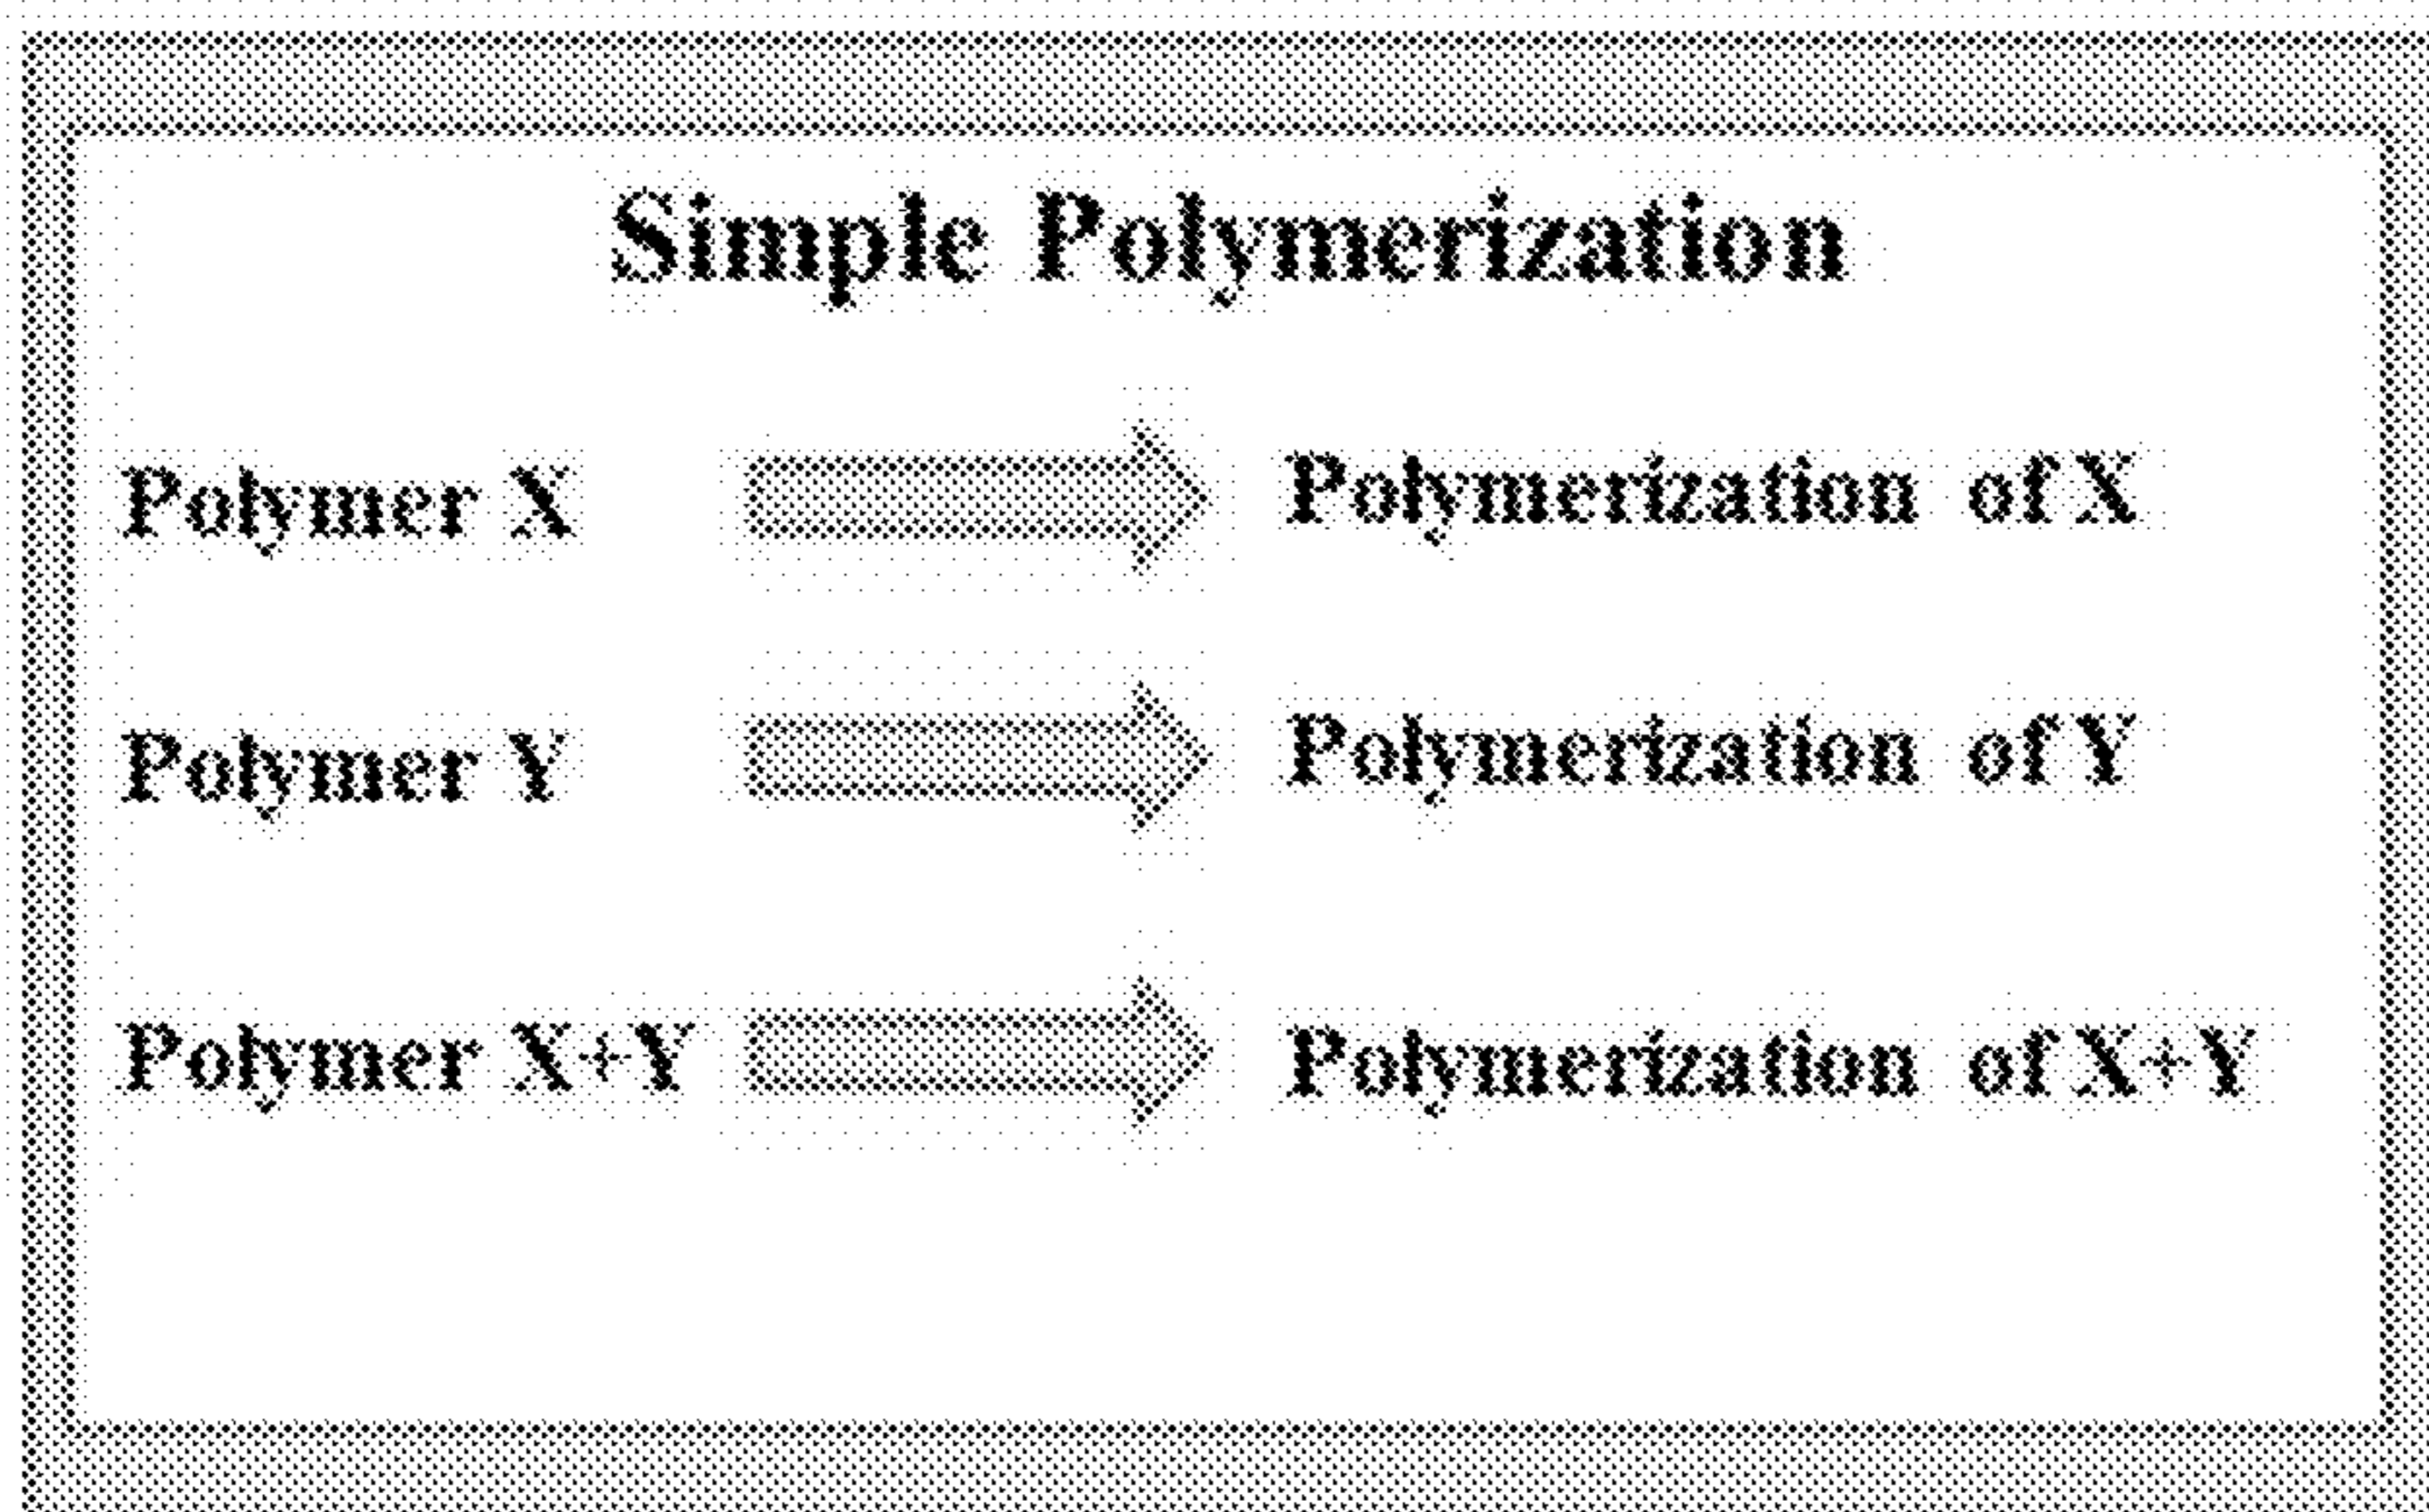 Simple Polymerization
Polymer X Polymerization of X
Polymer Y Polymerization of Y
Polymer X+Y Polymerization of X+Y